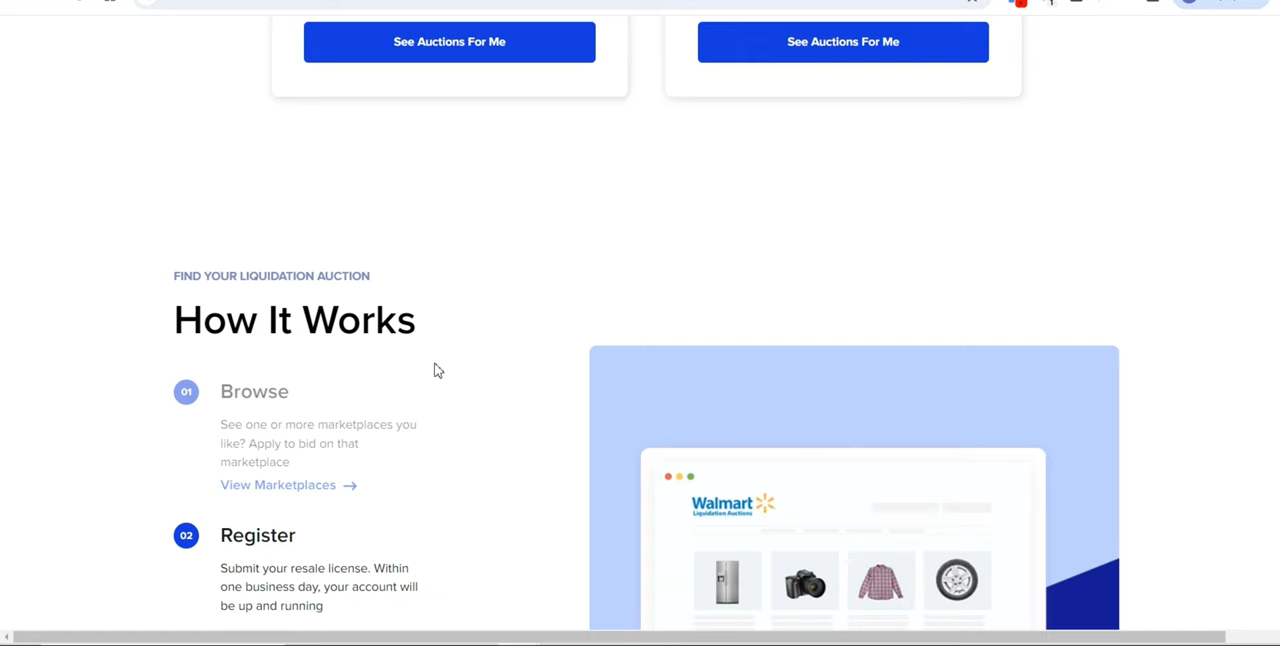 See Auctions For Me
See Auctions For Me
FIND YOUR LIQUIDATION AUCTION
How It Works
01
Browse
See one or more marketplaces you
like? Apply to bid on that
marketplace
View Marketplaces →
02
Register
Submit your resale license. Within
one business day, your account will
be up and running
Walmart
Liquidation Auctions